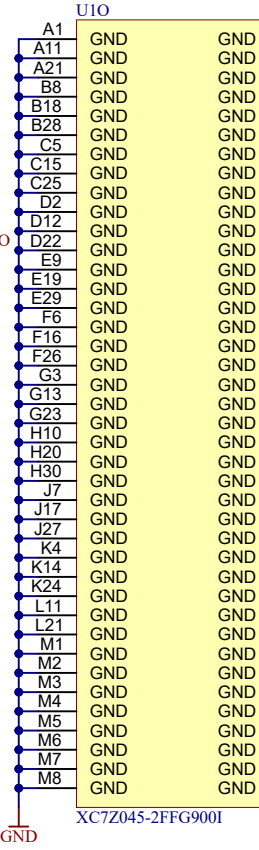 U1O
A1 GND GND
A11 GND GND
A21 GND GND
B8 GND GND
B18 GND GND
B28 GND GND
C5 GND GND
C15 GND GND
C25 GND GND
D2 GND GND
D12 GND GND
O D22 GND GND
E9 GND GND
E19 GND GND
E29 GND GND
F6 GND GND
F16 GND GND
F26 GND GND
G3 GND GND
G13 GND GND
G23 GND GND
H10 GND GND
H20 GND GND
H30 GND GND
J7 GND GND
J17 GND GND
J27 GND GND
K4 GND GND
K14 GND GND
K24 GND GND
L11 GND GND
L21 GND GND
M1 GND GND
M2 GND GND
M3 GND GND
M4 GND GND
M5 GND GND
M6 GND GND
M7 GND GND
M8 GND GND
XC7Z045-2FFG900I
GND